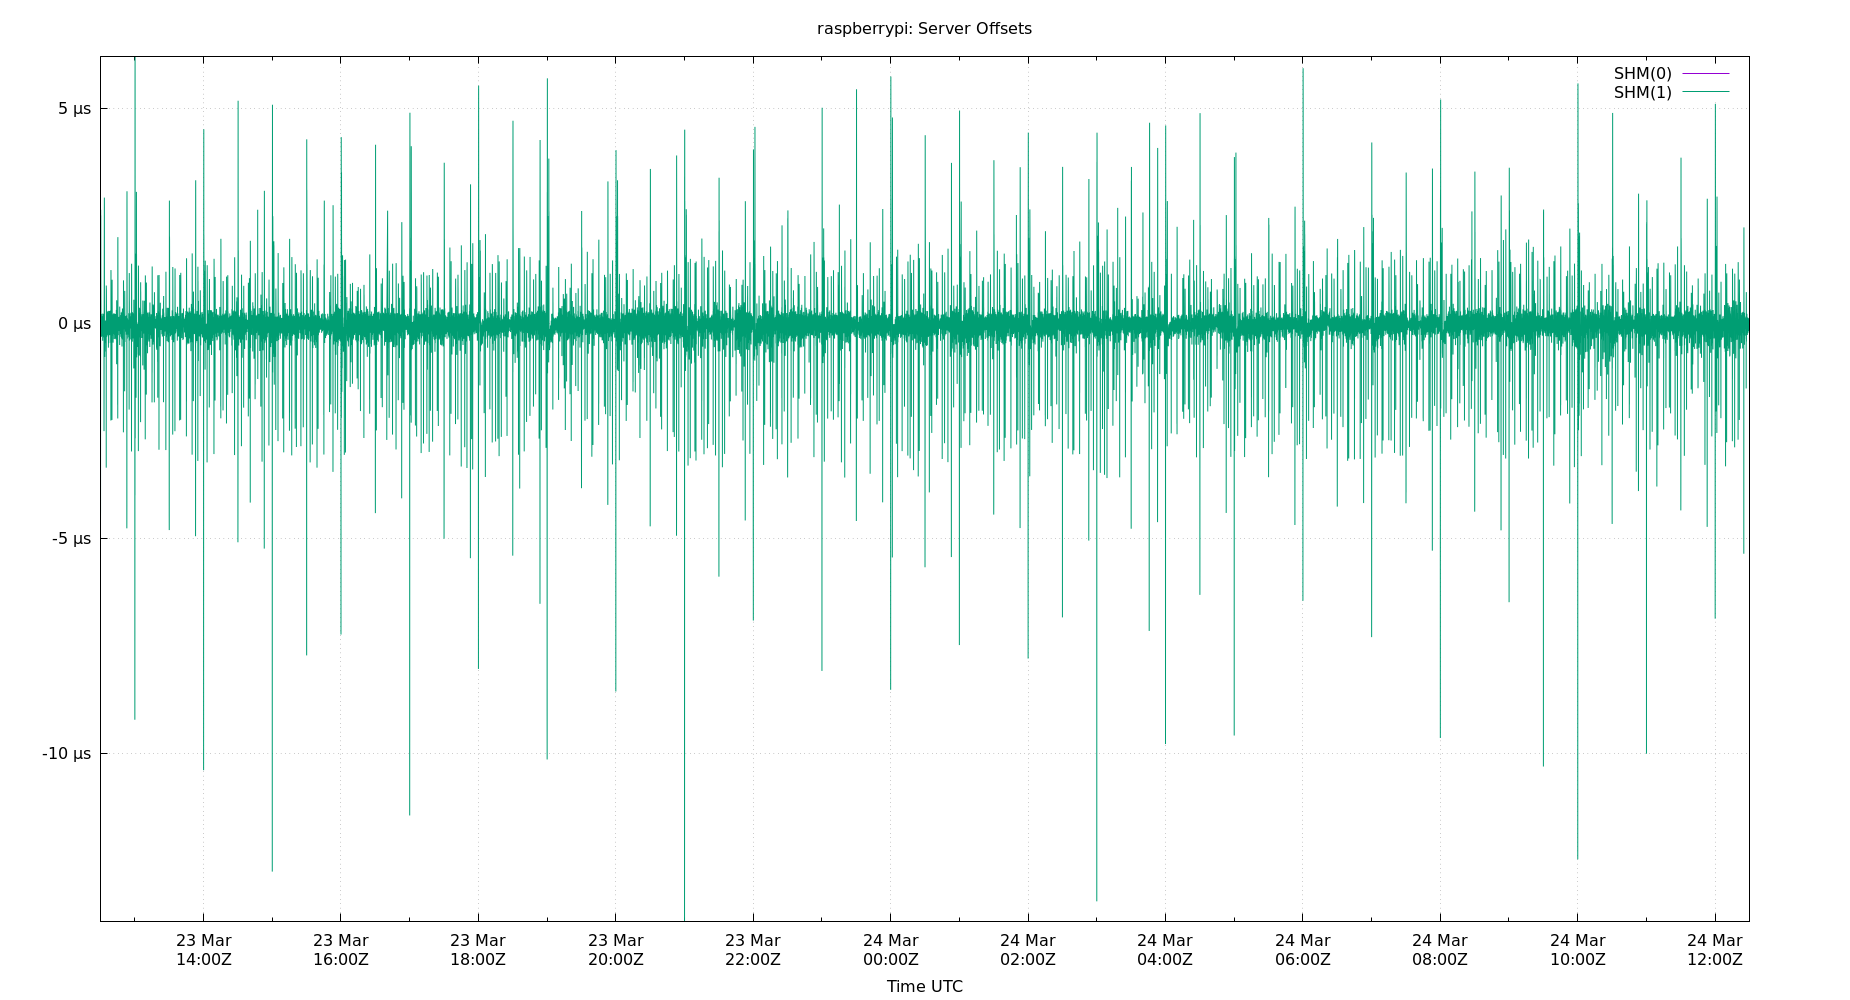 raspberrypi: Server Offsets
SHM(0)
SHM(1)
5 µs
0 µs
-5 µs
-10 µs
23 Mar 23 Mar 23 Mar 23 Mar 23 Mar 24 Mar 24 Mar 24 Mar 24 Mar 24 Mar 24 Mar 24 Mar
14:00Z 16:00Z 18:00Z 20:00Z 22:00Z 00:00Z 02:00Z 04:00Z 06:00Z 08:00Z 10:00Z 12:00Z
Time UTC